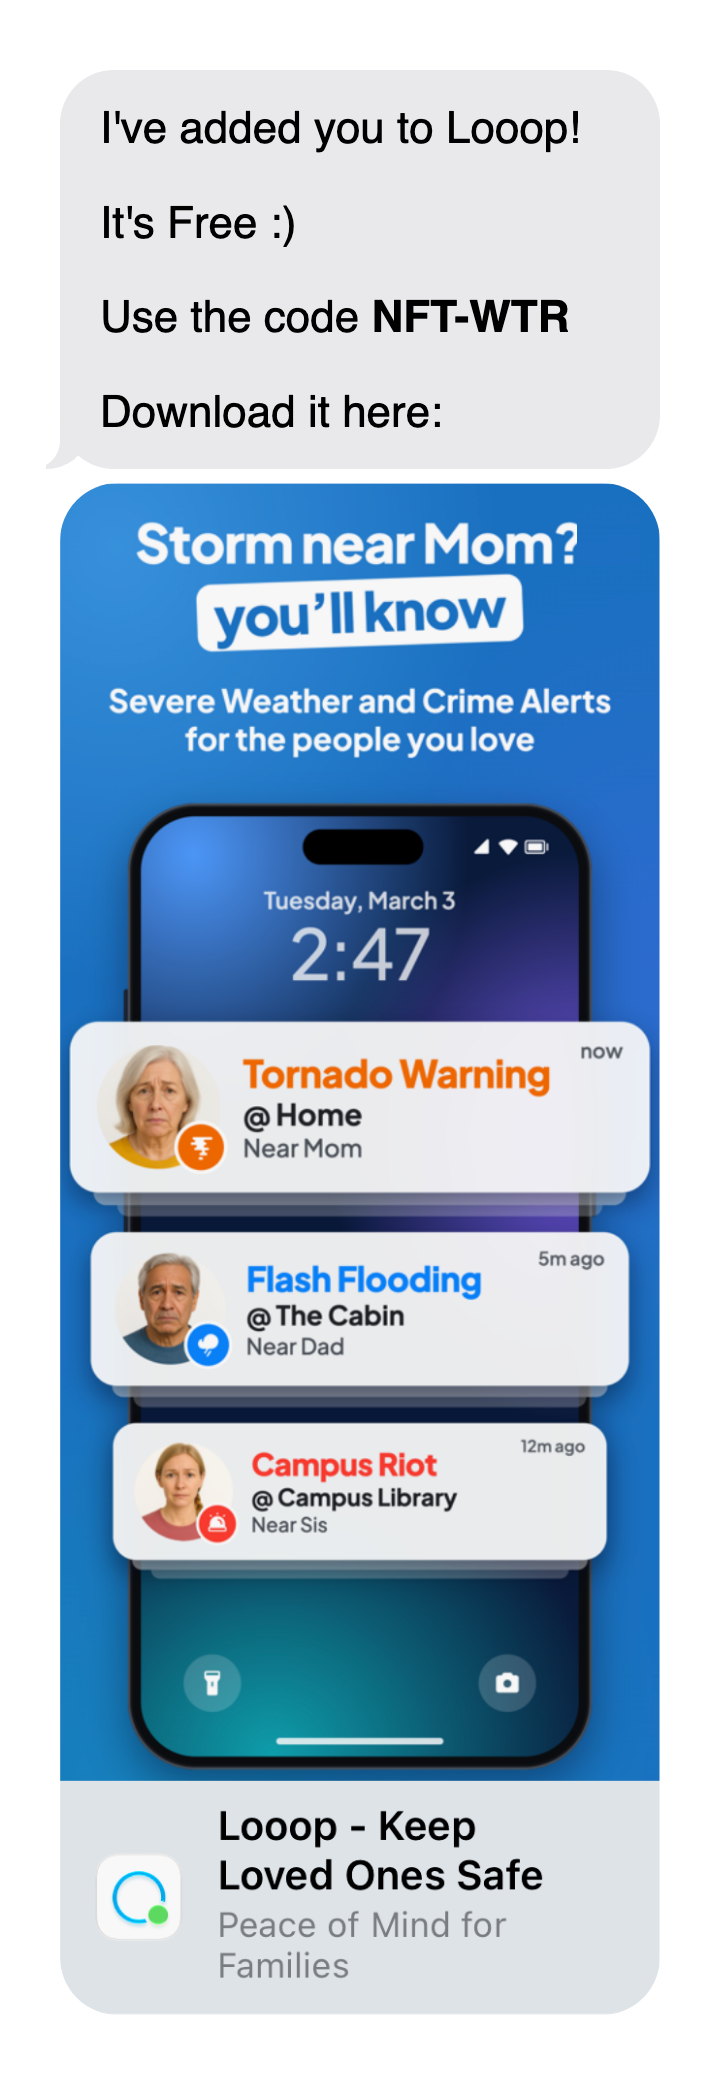 I've added you to Looop!
It's Free :)
Use the code NFT-WTR
Download it here:
Storm near Mom?
you'll know
Severe Weather and Crime Alerts
for the people you love
Tuesday, March 3
2:47
now
Tornado Warning
@ Home
Near Mom
5m ago
Flash Flooding
@ The Cabin
Near Dad
12m ago
Campus Riot
@ Campus Library
Near Sis
Looop - Keep
Loved Ones Safe
Peace of Mind for
Families